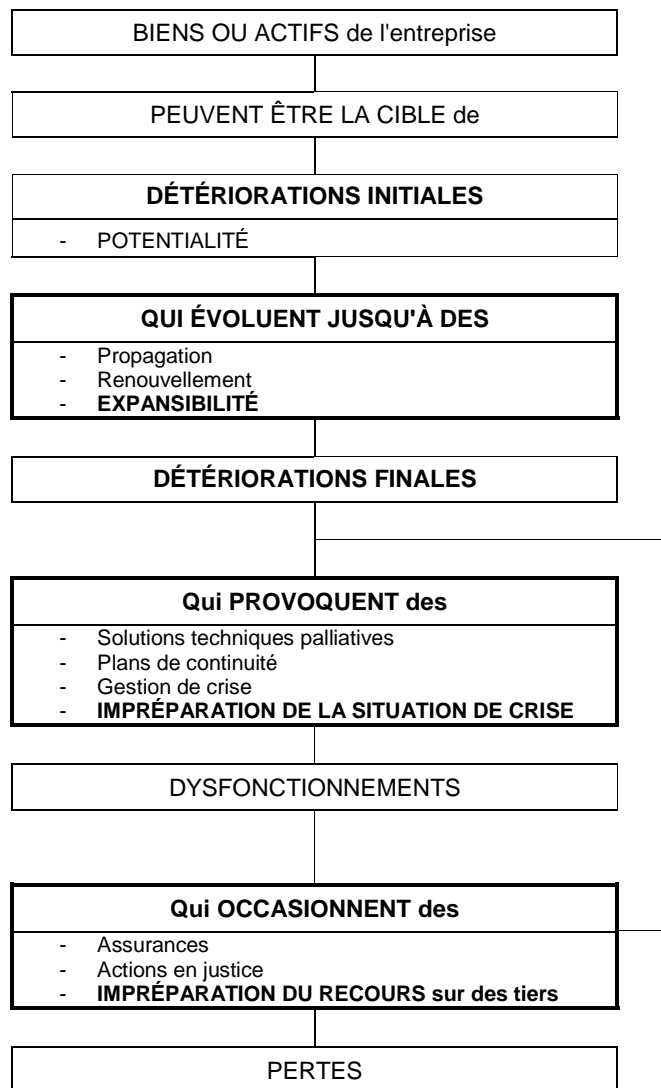 BIENS OU ACTIFS de l'entreprise
PEUVENT ÊTRE LA CIBLE de
DÉTÉRIORATIONS INITIALES
- POTENTIALITÉ
QUI ÉVOLUENT JUSQU'À DES
- Propagation
- Renouvellement
- EXPANSIBILITÉ
DÉTÉRIORATIONS FINALES
Qui PROVOQUENT des
- Solutions techniques palliatives
- Plans de continuité
- Gestion de crise
- IMPRÉPARATION DE LA SITUATION DE CRISE
DYSFONCTIONNEMENTS
Qui OCCASIONNENT des
- Assurances
- Actions en justice
- IMPRÉPARATION DU RECOURS sur des tiers
PERTES